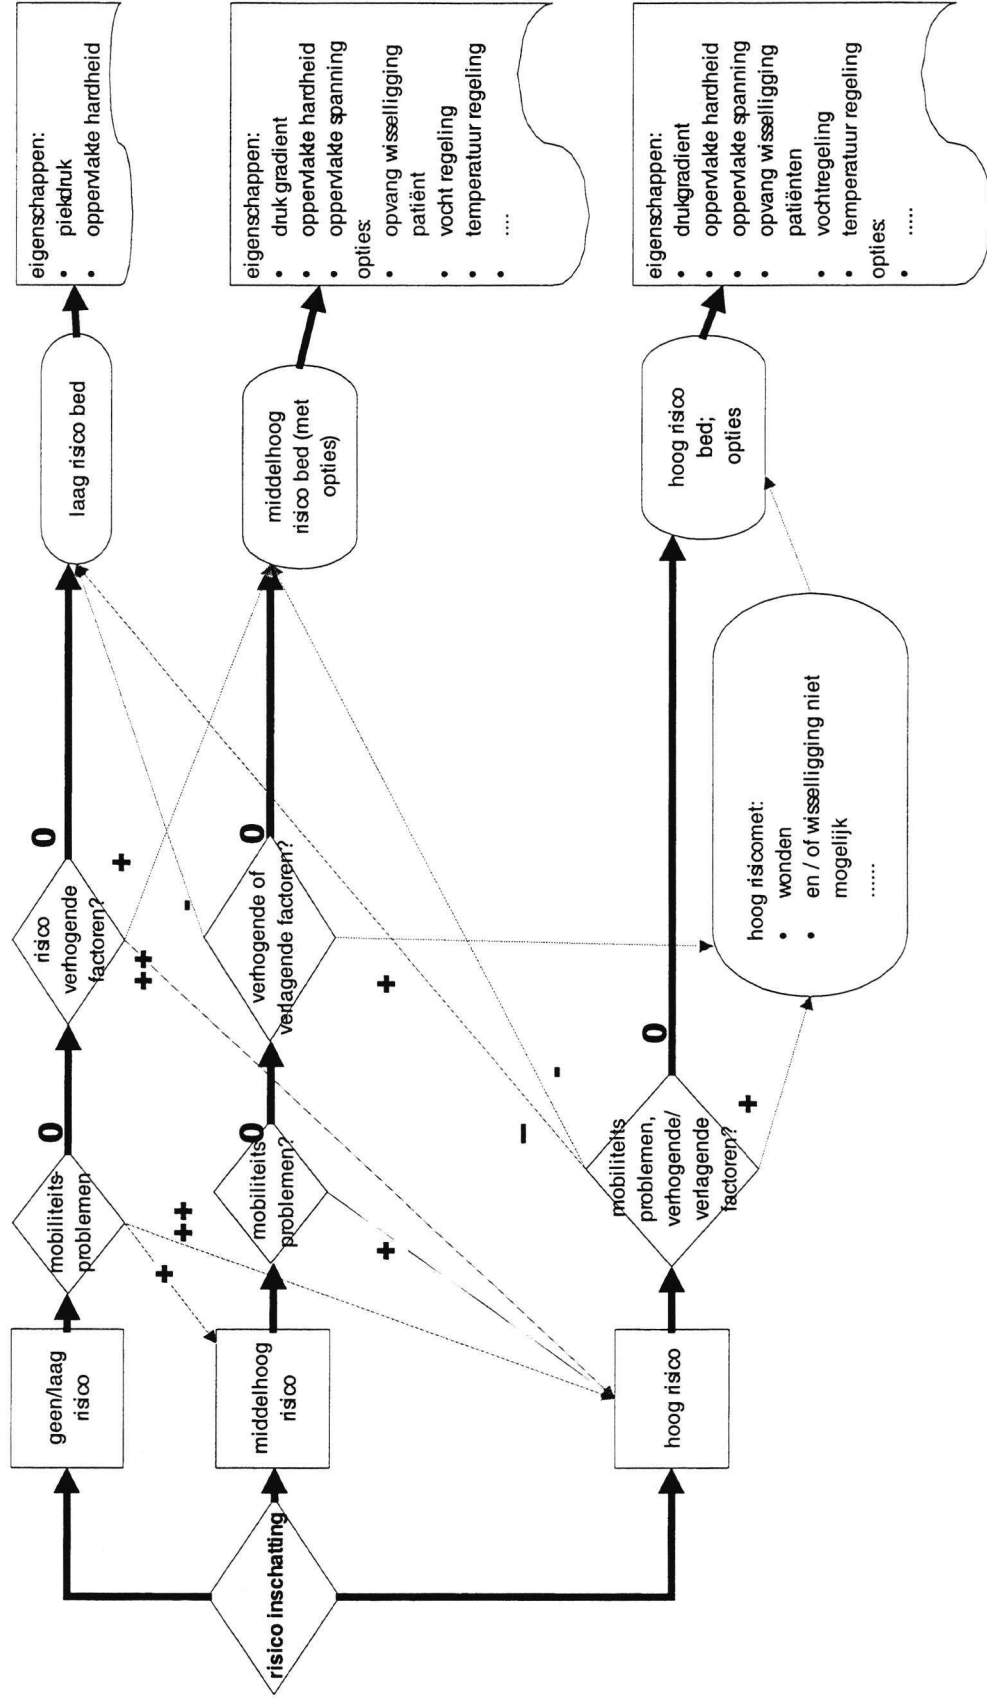 risico inschatting
geen/laag
risico
mobiliteits-
problemen
0
+
++
risico
verhogende
factoren?
0
+
++
laag risico bed
eigenschappen:
• piekdruk
• oppervlakte hardheid
middelhoog
risico
mobiliteits
problemen?
0
+
verhogende of
verlagende factoren?
0
-
+
middelhoog
risico bed (met
opties)
eigenschappen:
• druk gradient
• oppervlakte hardheid
• oppervlakte spanning
opties:
• opvang wisselligging
patiënt
• vocht regeling
• temperatuur regeling
• ....
hoog risico
mobiliteits
problemen,
verhogende/
verlagende
factoren?
0
--
-
+
hoog risicomet:
• wonden
• en / of wisselligging niet
mogelijk
......
hoog risico
bed;
opties
eigenschappen:
• drukgradient
• oppervlakte hardheid
• oppervlakte spanning
• opvang wisselligging
patiënten
• vochtregeling
• temperatuur regeling
opties:
• .....